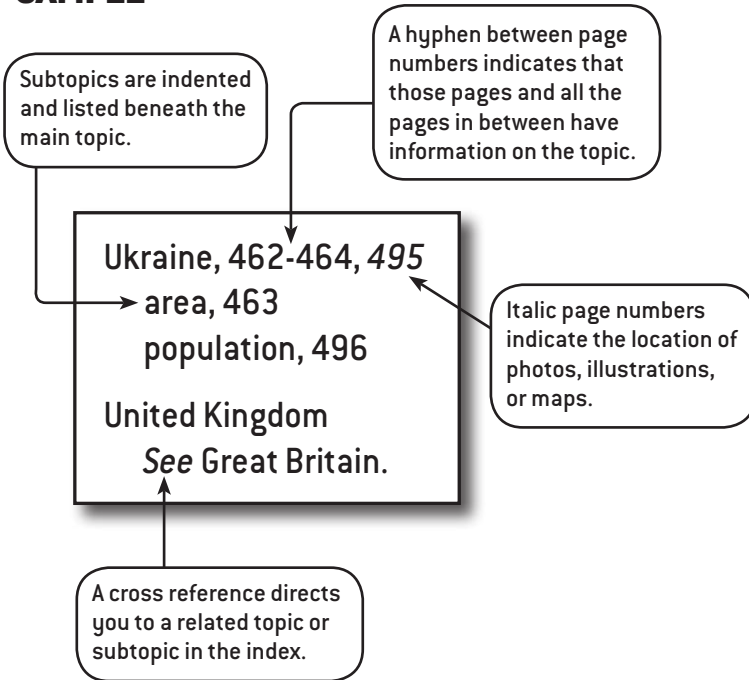 A hyphen between page
numbers indicates that
those pages and all the
pages in between have
information on the topic.
Subtopics are indented
and listed beneath the
main topic.
Ukraine, 462-464, 495
area, 463
population, 496
United Kingdom
See Great Britain.
Italic page numbers
indicate the location of
photos, illustrations,
or maps.
A cross reference directs
you to a related topic or
subtopic in the index.